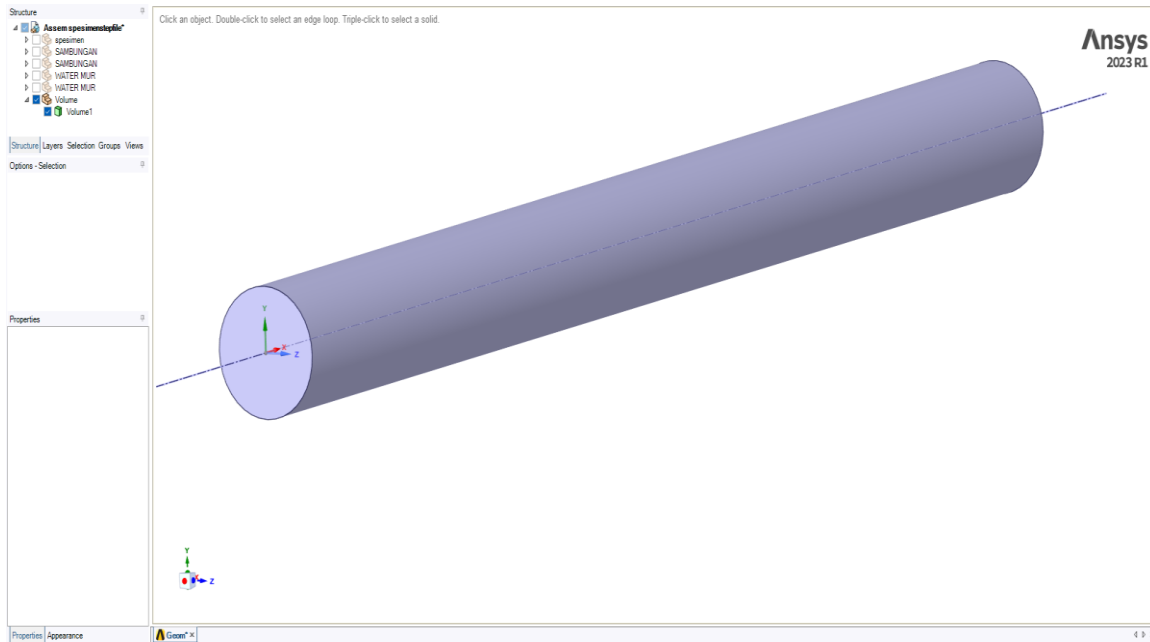 Structure
Assem spesimenstepfile*
spesimen
SAMBUNGAN
SAMBUNGAN
WATER MUR
WATER MUR
Volume
Volume1
Structure Layers Selection Groups Views
Options - Selection
Properties
Properties Appearance
Click an object. Double-click to select an edge loop. Triple-click to select a solid.
Ansys
2023 R1
Y
X
Z
Y
Z
Geom*